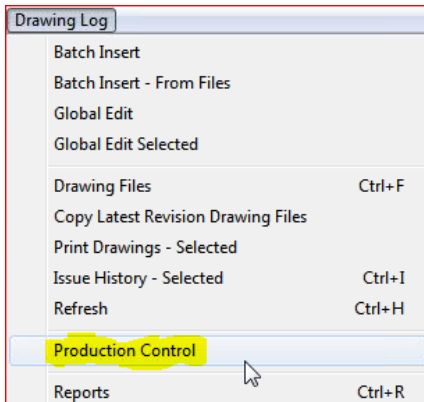 Drawing Log
Batch Insert
Batch Insert - From Files
Global Edit
Global Edit Selected
Drawing Files Ctrl+F
Copy Latest Revision Drawing Files
Print Drawings - Selected
Issue History - Selected Ctrl+I
Refresh Ctrl+H
Production Control
Reports Ctrl+R